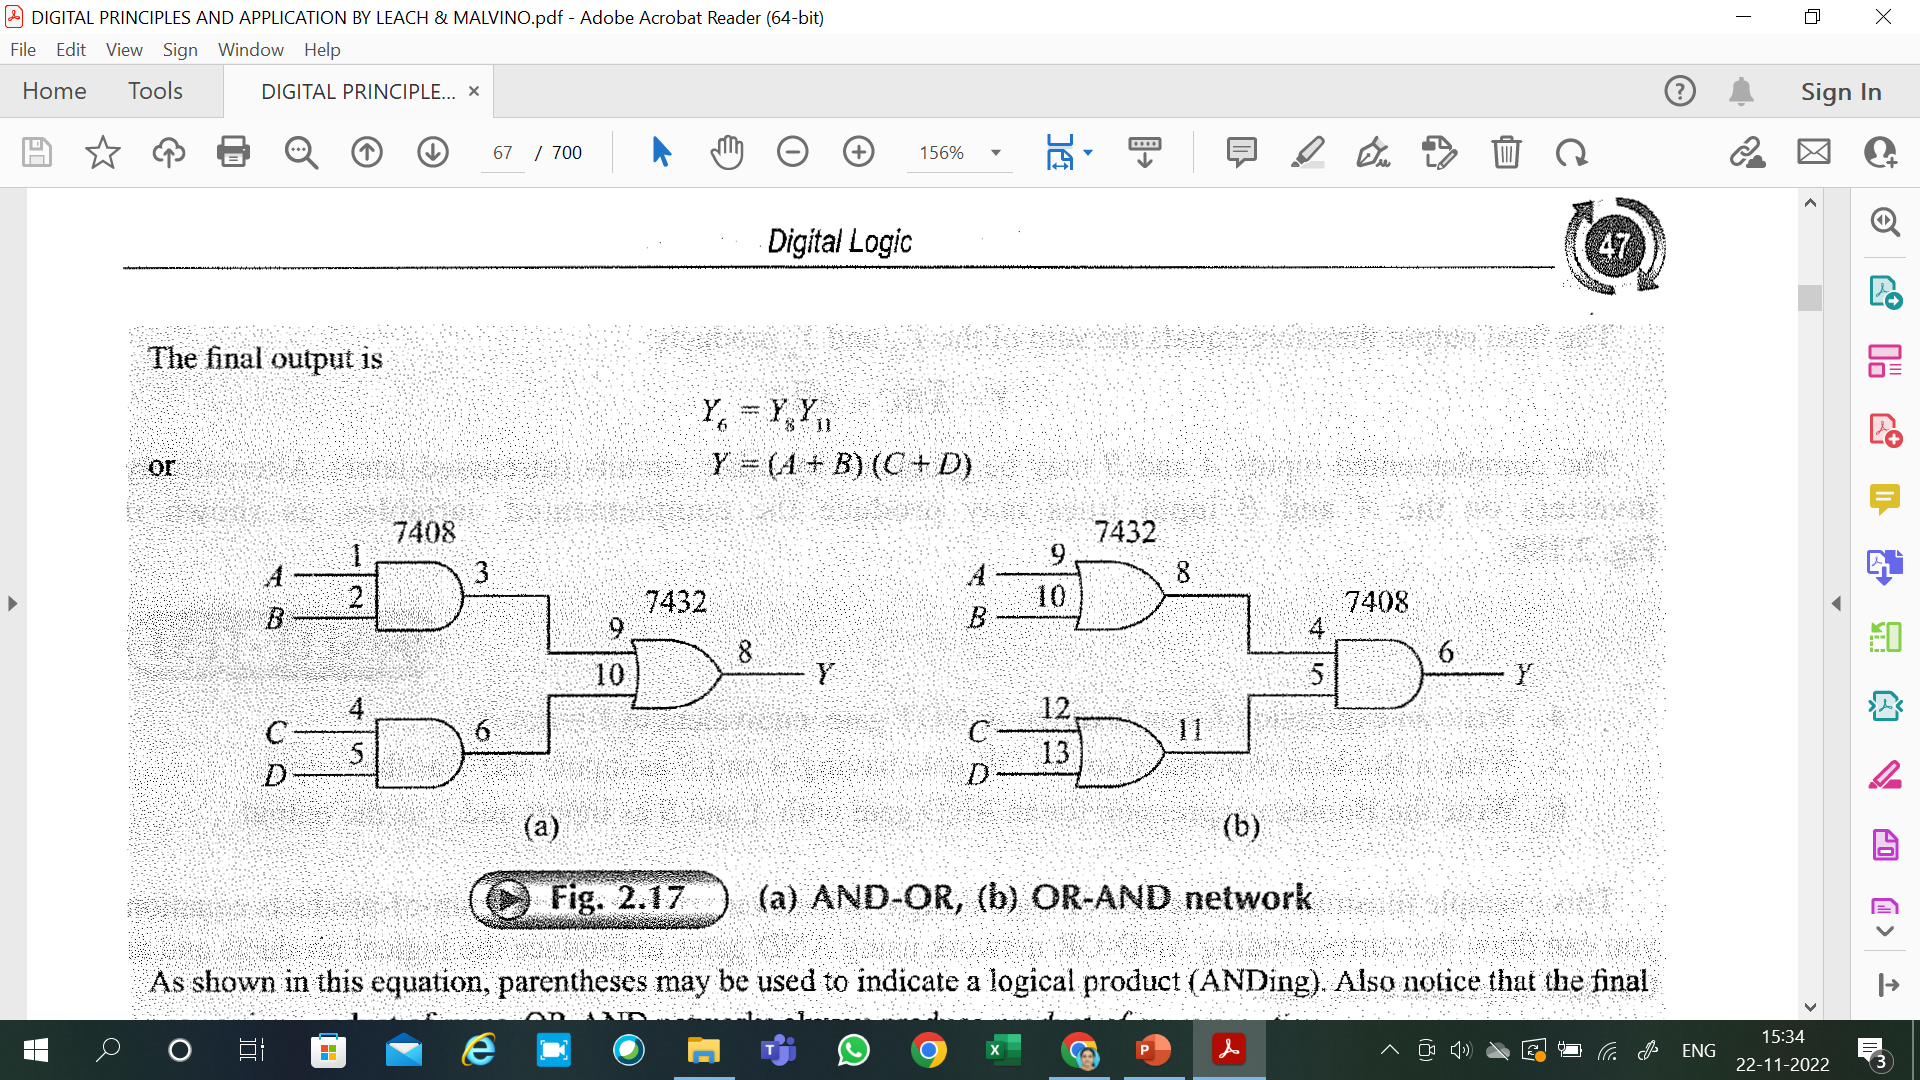 DIGITAL PRINCIPLES AND APPLICATION BY LEACH & MALVINO.pdf - Adobe Acrobat Reader (64-bit)
File Edit View Sign Window Help
Home Tools DIGITAL PRINCIPLE... × Sign In
67 / 700 156%
Digital Logic 47
The final output is
Y₆ = Y₈Y₁₁
or Y = (A + B) (C + D)
7408 7432
A 1 3 A 9 8
B 2 7432 B 10 7408
9 8 Y 4 6 Y
10 5
C 4 6 C 12 11
D 5 D 13
(a) (b)
Fig. 2.17 (a) AND-OR, (b) OR-AND network
As shown in this equation, parentheses may be used to indicate a logical product (ANDing). Also notice that the final
15:34
ENG
22-11-2022
3